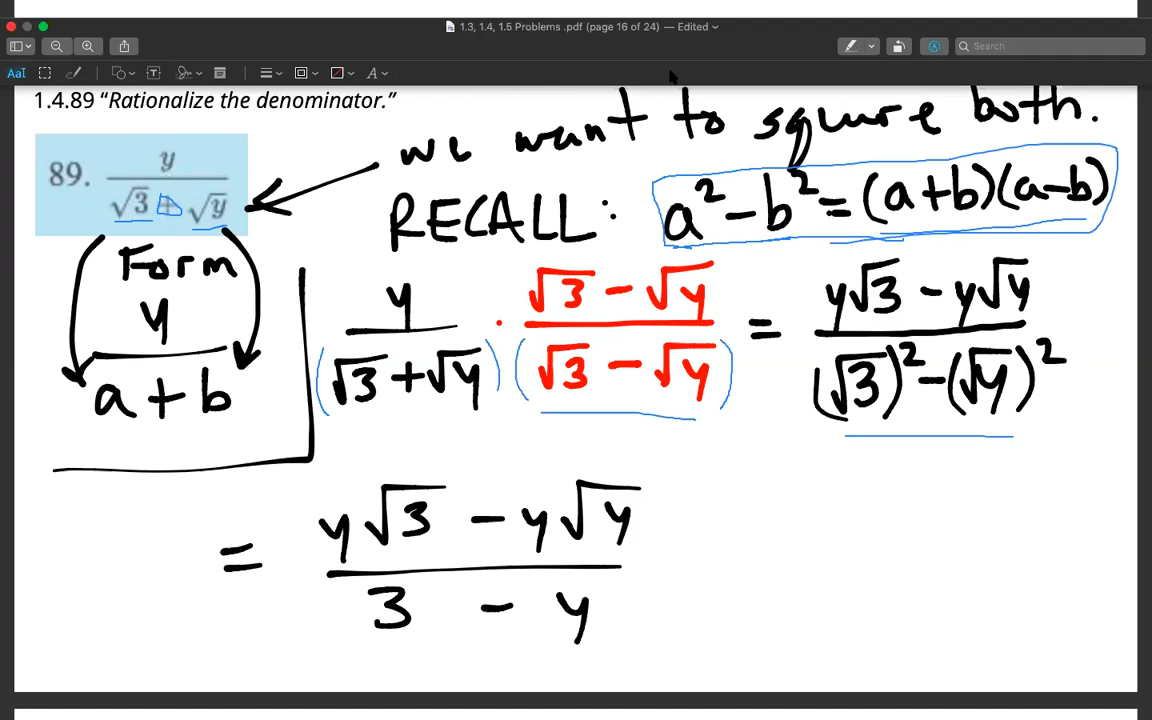 1.3, 1.4, 1.5 Problems .pdf (page 16 of 24) — Edited
Search
AaI
A
1.4.89 “Rationalize the denominator.”
we want to square both.
89. y / (√3 + √y)
RECALL: a² − b² = (a+b)(a−b)
Form
y / (a + b)
y / (√3 + √y) · (√3 − √y) / (√3 − √y) = (y√3 − y√y) / ((√3)² − (√y)²)
= (y√3 − y√y) / (3 − y)